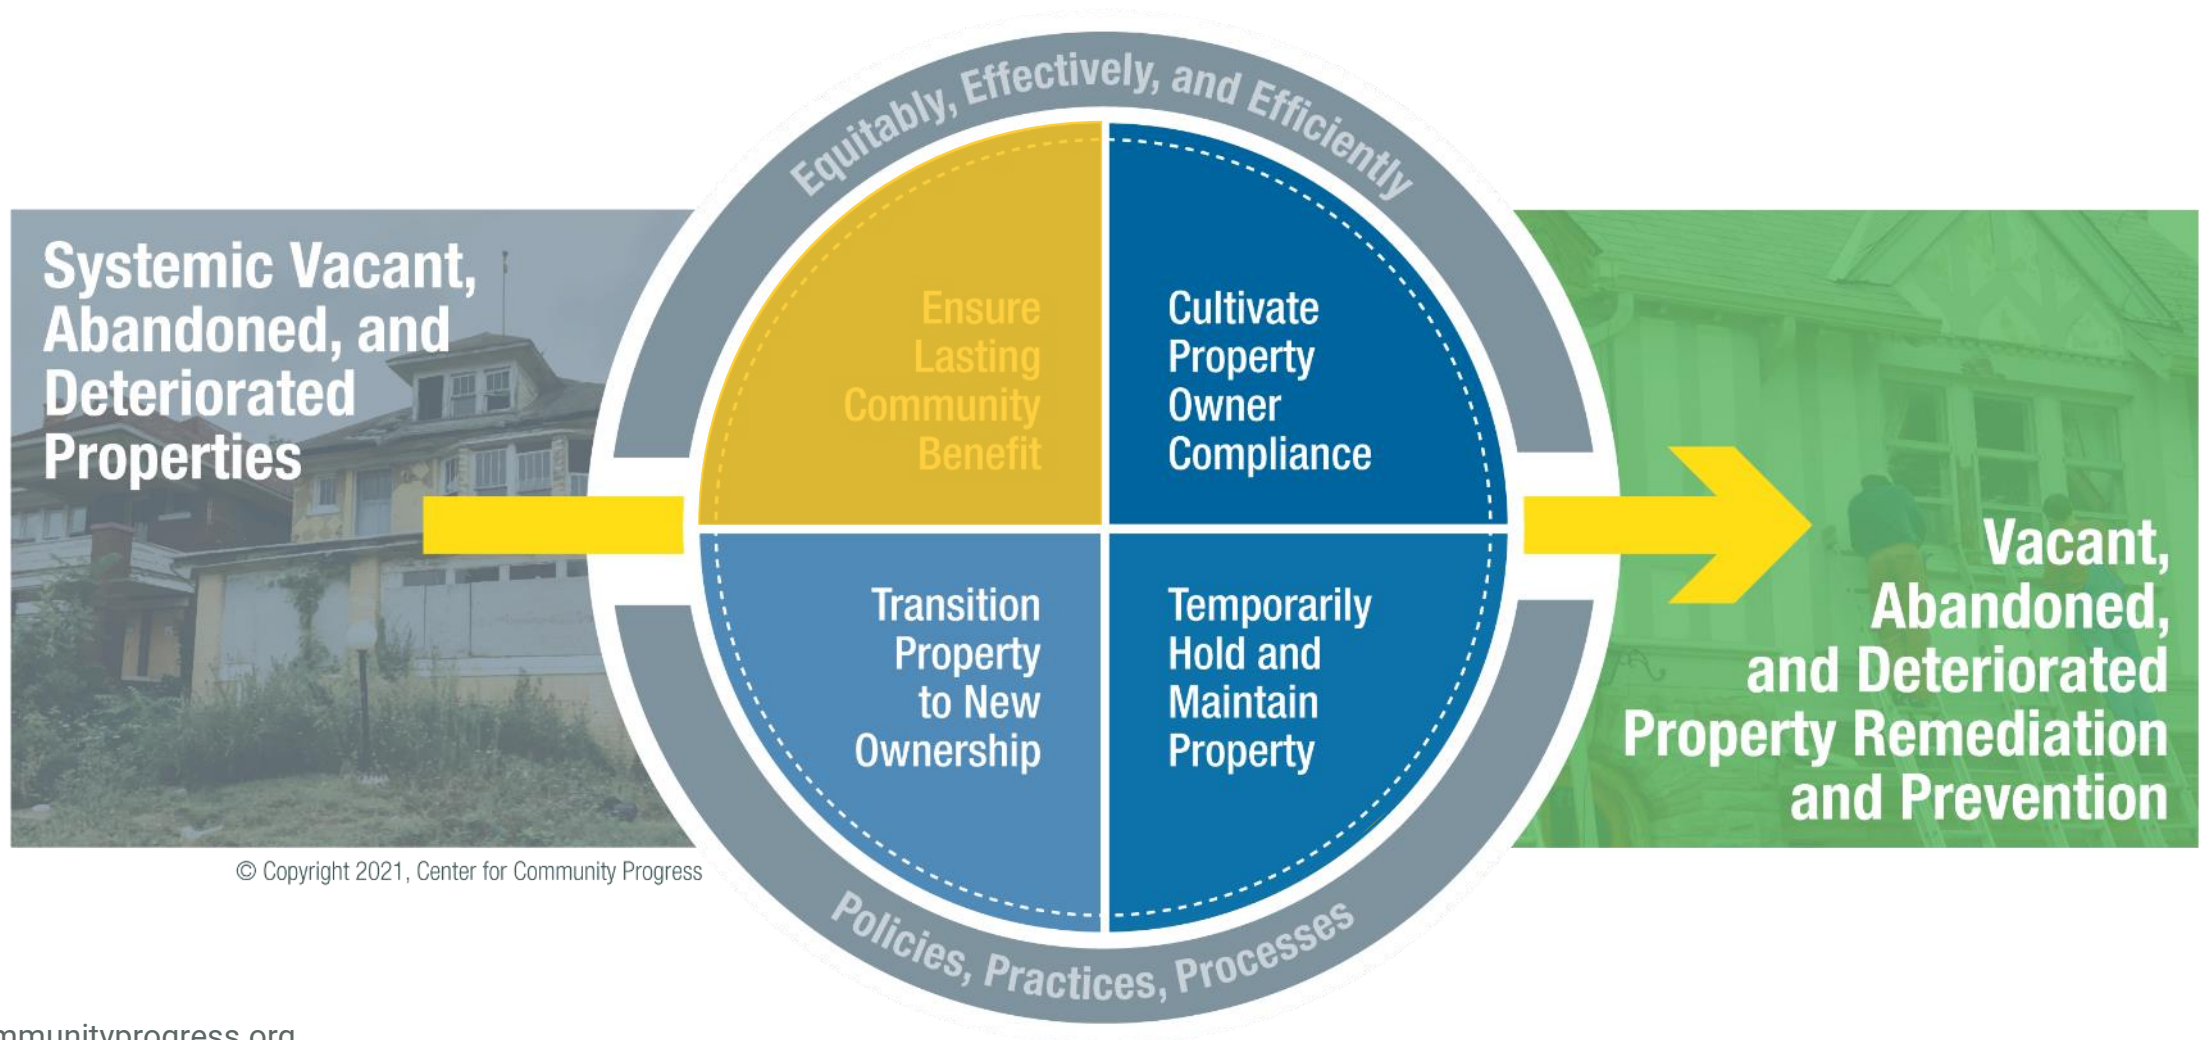 Equitably, Effectively, and Efficiently
Systemic Vacant,
Abandoned, and
Deteriorated
Properties
Ensure
Lasting
Community
Benefit
Cultivate
Property
Owner
Compliance
Transition
Property
to New
Ownership
Temporarily
Hold and
Maintain
Property
Vacant,
Abandoned,
and Deteriorated
Property Remediation
and Prevention
© Copyright 2021, Center for Community Progress
Policies, Practices, Processes
mmunityprogress.org